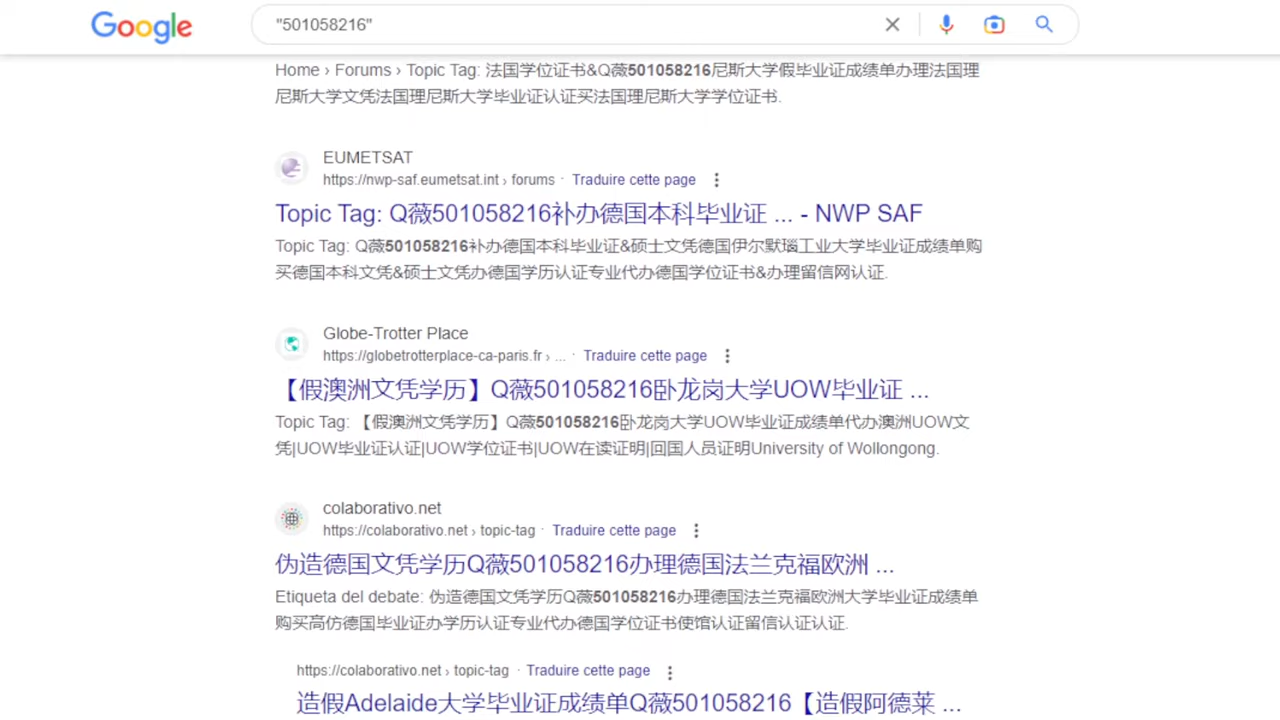 Google
"501058216"
Home › Forums › Topic Tag: 法国学位证书&Q薇501058216尼斯大学假毕业证成绩单办理法国理
尼斯大学文凭法国理尼斯大学毕业证认证买法国理尼斯大学学位证书.
EUMETSAT
https://nwp-saf.eumetsat.int › forums · Traduire cette page
Topic Tag: Q薇501058216补办德国本科毕业证 ... - NWP SAF
Topic Tag: Q薇501058216补办德国本科毕业证&硕士文凭德国伊尔默瑙工业大学毕业证成绩单购
买德国本科文凭&硕士文凭办德国学历认证专业代办德国学位证书&办理留信网认证.
Globe-Trotter Place
https://globetrotterplace-ca-paris.fr › ... · Traduire cette page
【假澳洲文凭学历】Q薇501058216卧龙岗大学UOW毕业证 ...
Topic Tag: 【假澳洲文凭学历】Q薇501058216卧龙岗大学UOW毕业证成绩单代办澳洲UOW文
凭|UOW毕业证认证|UOW学位证书|UOW在读证明|回国人员证明University of Wollongong.
colaborativo.net
https://colaborativo.net › topic-tag · Traduire cette page
伪造德国文凭学历Q薇501058216办理德国法兰克福欧洲 ...
Etiqueta del debate: 伪造德国文凭学历Q薇501058216办理德国法兰克福欧洲大学毕业证成绩单
购买高仿德国毕业证办学历认证专业代办德国学位证书使馆认证留信认证认证.
https://colaborativo.net › topic-tag · Traduire cette page
造假Adelaide大学毕业证成绩单Q薇501058216【造假阿德莱 ...